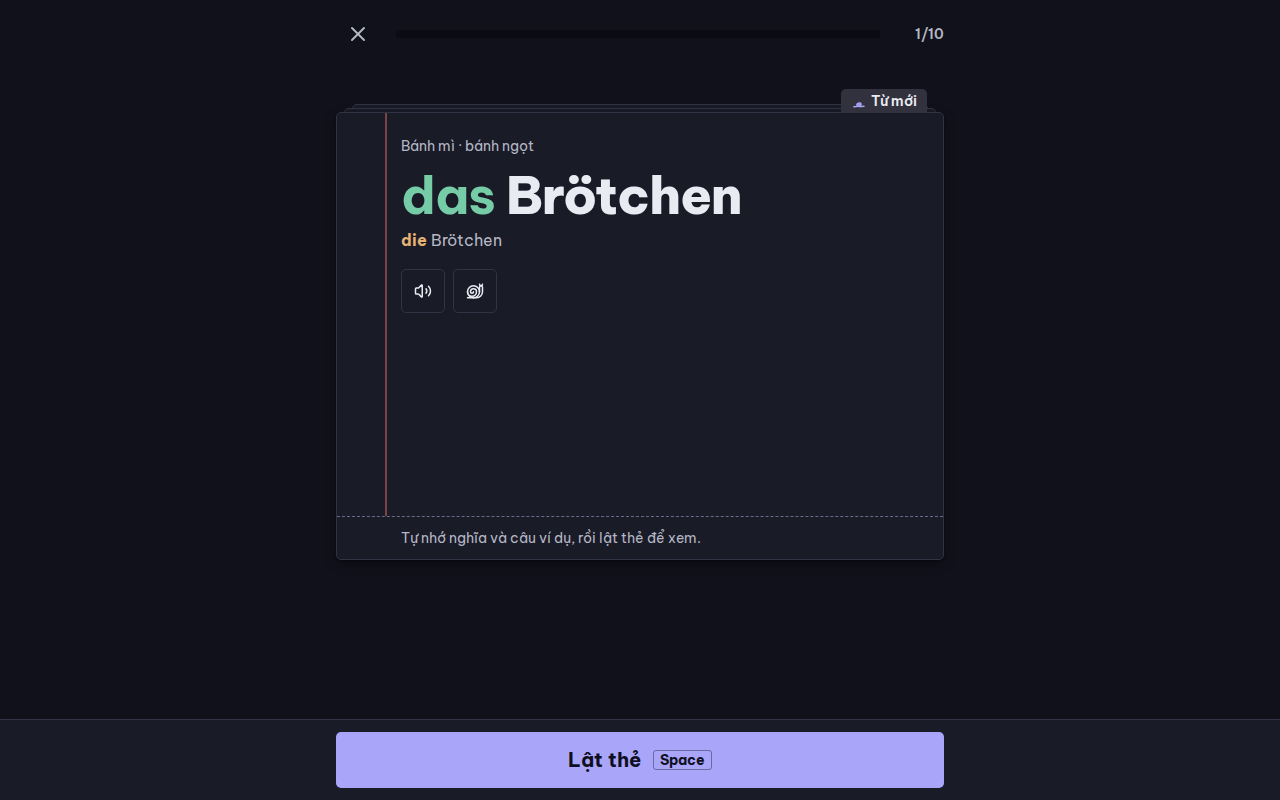 1/10
Từ mới
Bánh mì · bánh ngọt
das Brötchen
die Brötchen
Tự nhớ nghĩa và câu ví dụ, rồi lật thẻ để xem.
Lật thẻ Space